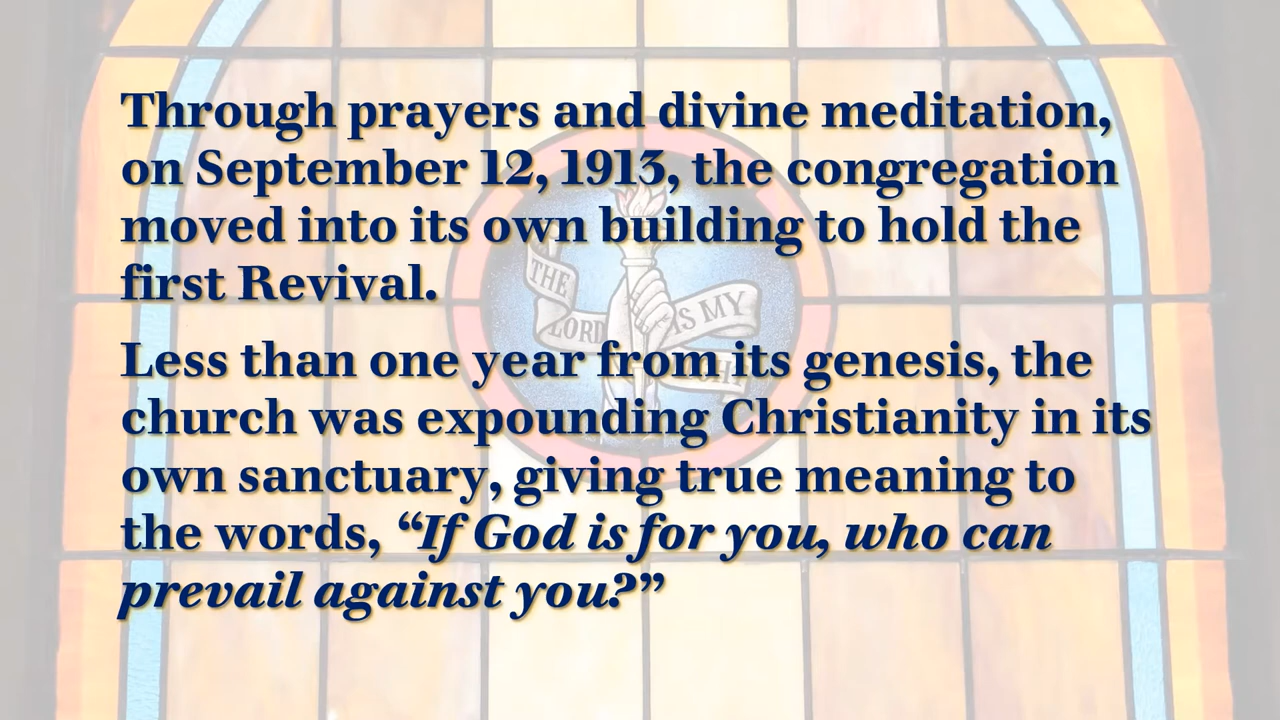 Through prayers and divine meditation,
on September 12, 1913, the congregation
moved into its own building to hold the
first Revival.
THE
LORD
IS MY
Less than one year from its genesis, the
church was expounding Christianity in its
own sanctuary, giving true meaning to
the words, “If God is for you, who can
prevail against you?”